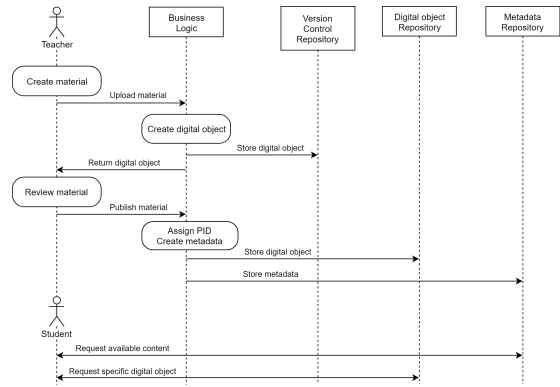 Teacher
Business
Logic
Version
Control
Repository
Digital object
Repository
Metadata
Repository
Create material
Upload material
Create digital object
Store digital object
Return digital object
Review material
Publish material
Assign PID
Create metadata
Store digital object
Store metadata
Student
Request available content
Request specific digital object